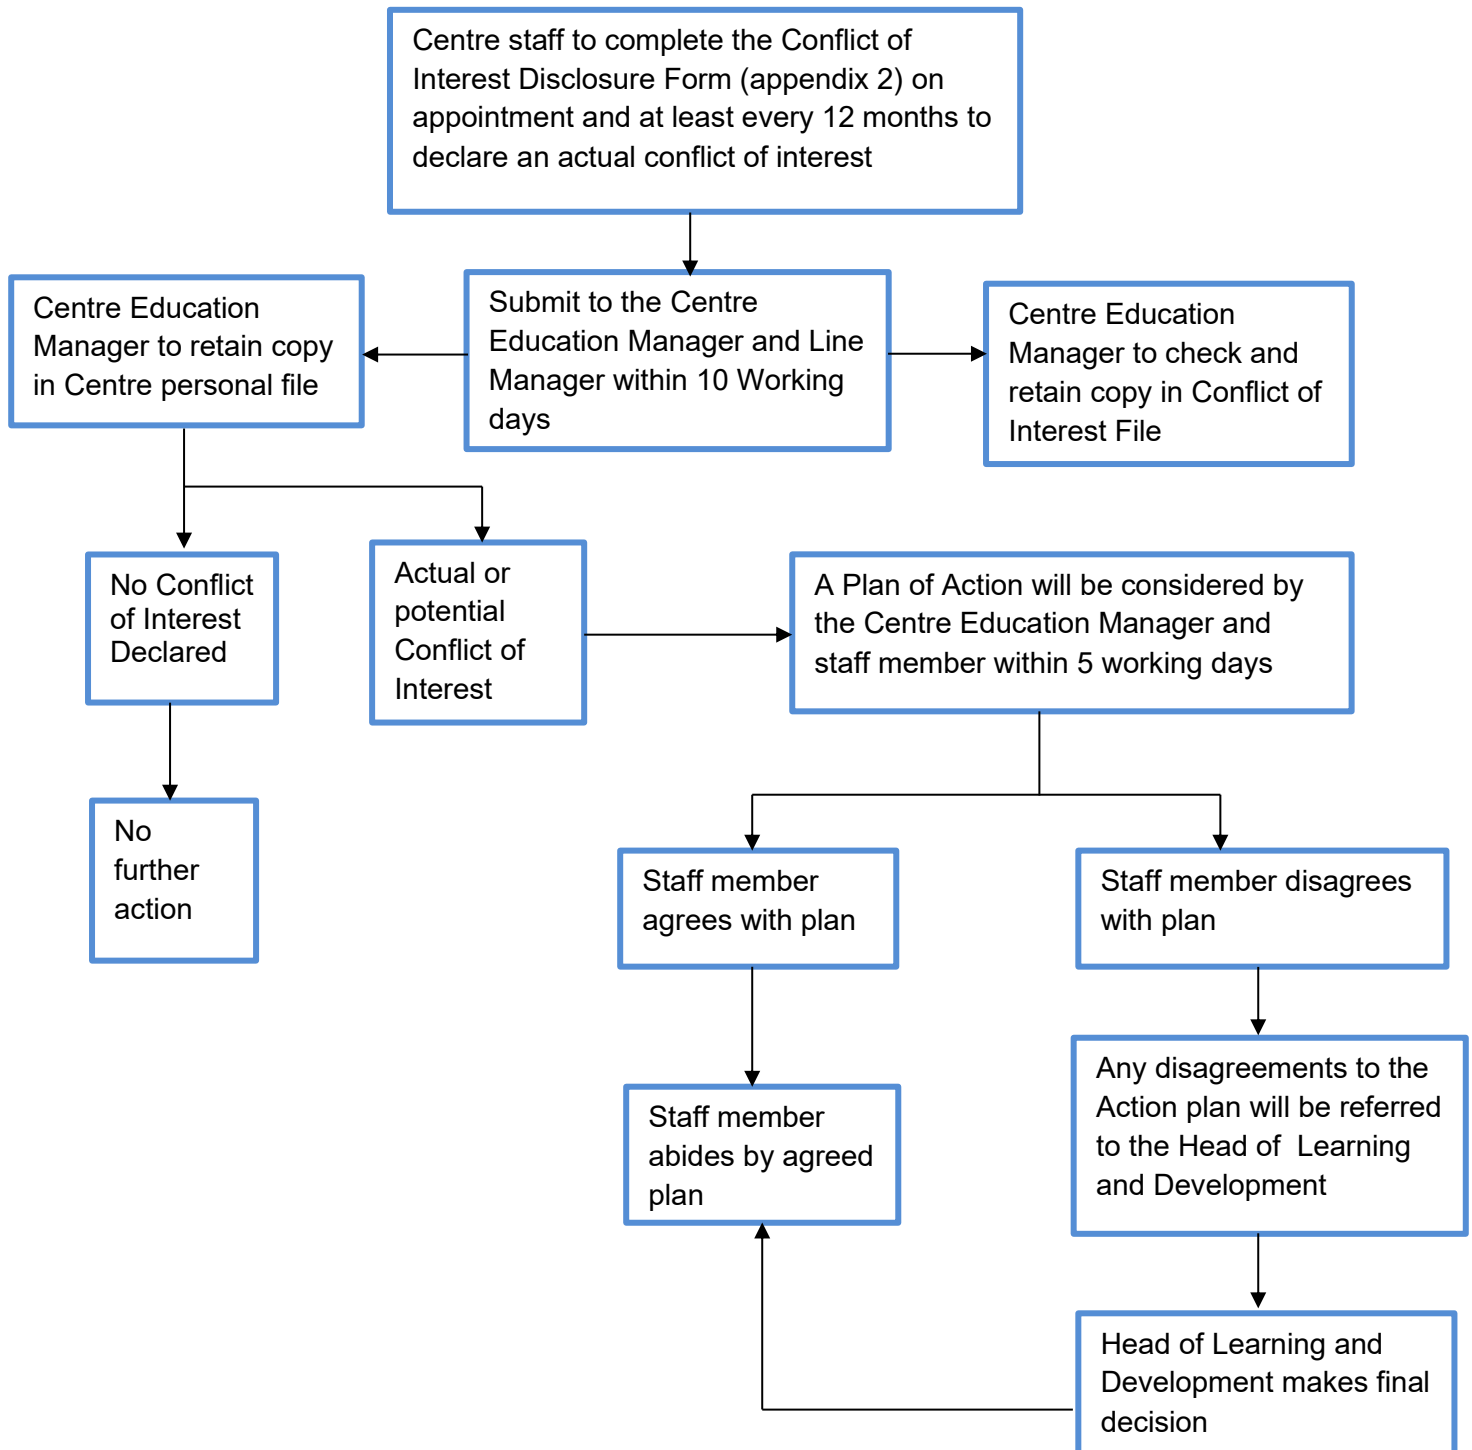 Centre staff to complete the Conflict of
Interest Disclosure Form (appendix 2) on
appointment and at least every 12 months to
declare an actual conflict of interest
Centre Education
Manager to retain copy
in Centre personal file
Submit to the Centre
Education Manager and Line
Manager within 10 Working
days
Centre Education
Manager to check and
retain copy in Conflict of
Interest File
No Conflict
of Interest
Declared
Actual or
potential
Conflict of
Interest
A Plan of Action will be considered by
the Centre Education Manager and
staff member within 5 working days
No
further
action
Staff member
agrees with plan
Staff member disagrees
with plan
Staff member
abides by agreed
plan
Any disagreements to the
Action plan will be referred
to the Head of  Learning
and Development
Head of Learning and
Development makes final
decision